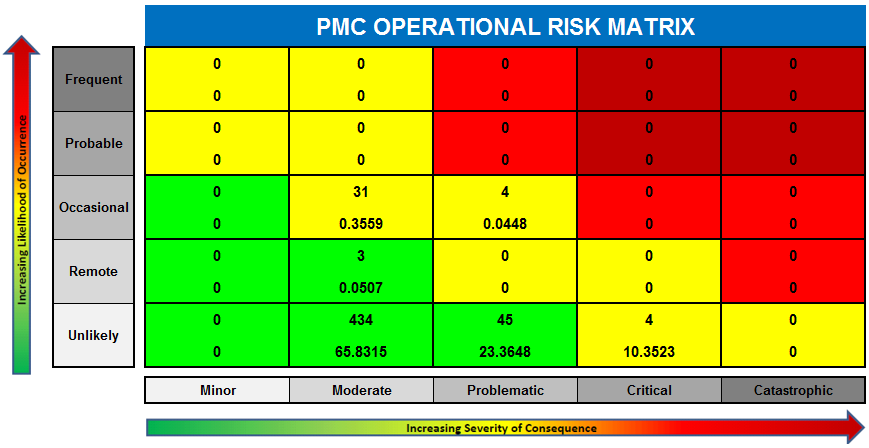 PMC OPERATIONAL RISK MATRIX
Increasing Likelihood of Occurrence
Frequent 0 0 0 0 0
0 0 0 0 0
Probable 0 0 0 0 0
0 0 0 0 0
Occasional 0 31 4 0 0
0 0.3559 0.0448 0 0
Remote 0 3 0 0 0
0 0.0507 0 0 0
Unlikely 0 434 45 4 0
0 65.8315 23.3648 10.3523 0
Minor Moderate Problematic Critical Catastrophic
Increasing Severity of Consequence